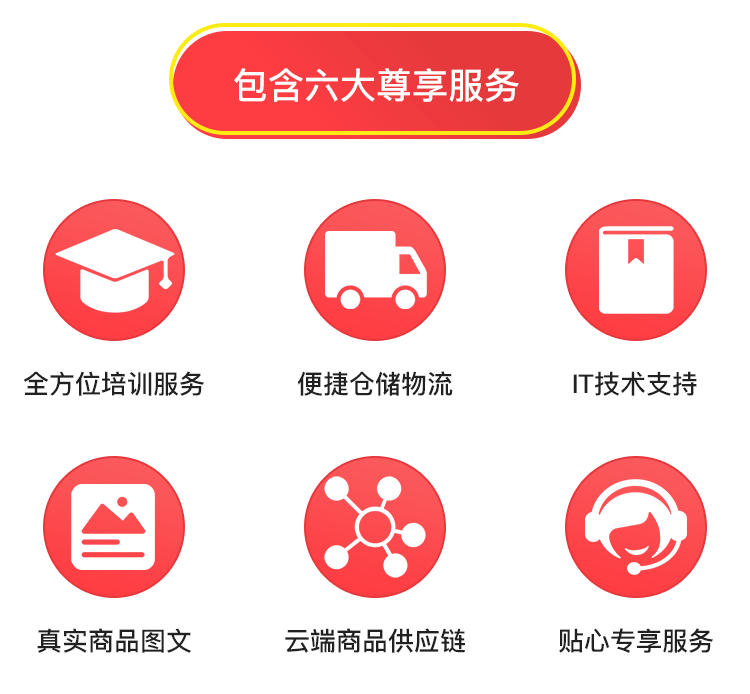 包含六大尊享服务
全方位培训服务
便捷仓储物流
IT技术支持
真实商品图文
云端商品供应链
贴心专享服务